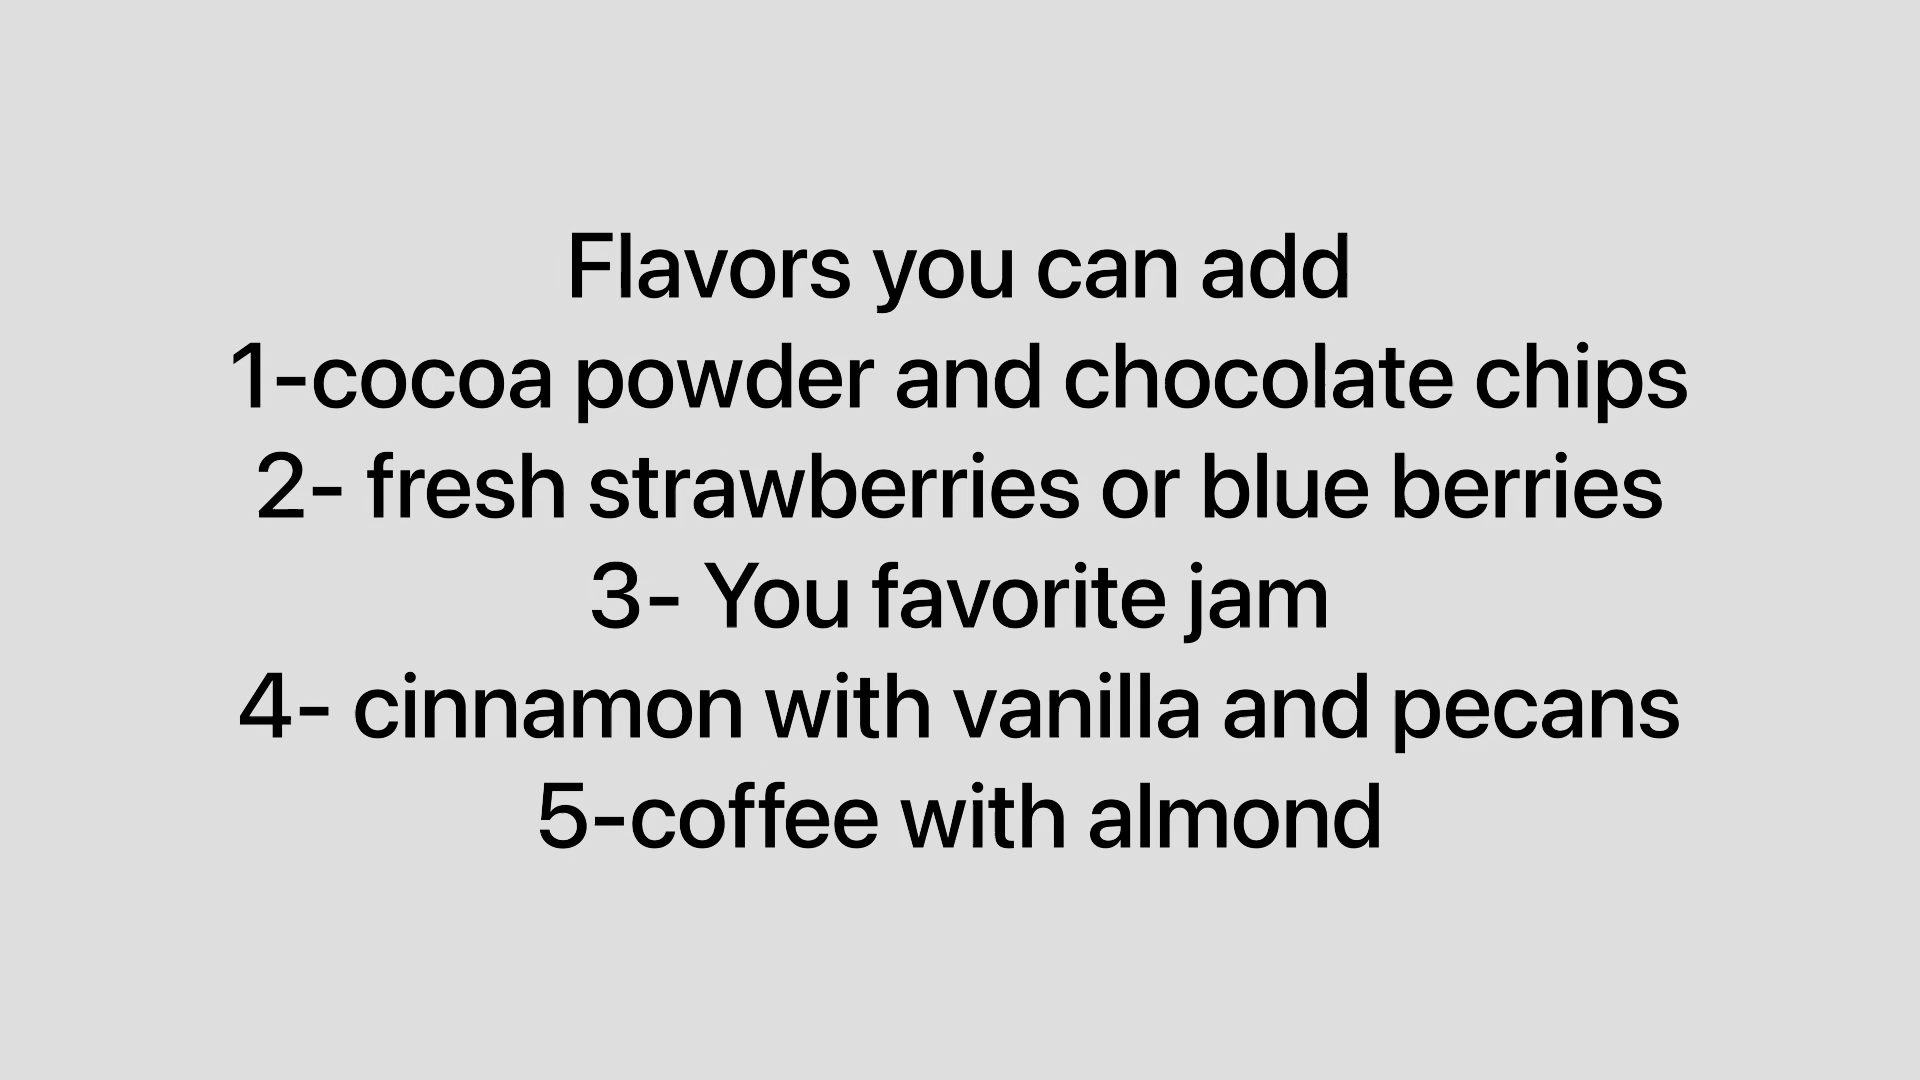 Flavors you can add
1-cocoa powder and chocolate chips
2- fresh strawberries or blue berries
3- You favorite jam
4- cinnamon with vanilla and pecans
5-coffee with almond